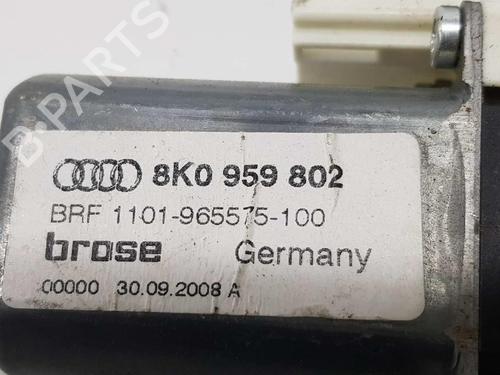 B.PARTS
8K0 959 802
BRF 1101-965575-100
brose Germany
00000 30.09.2008 A